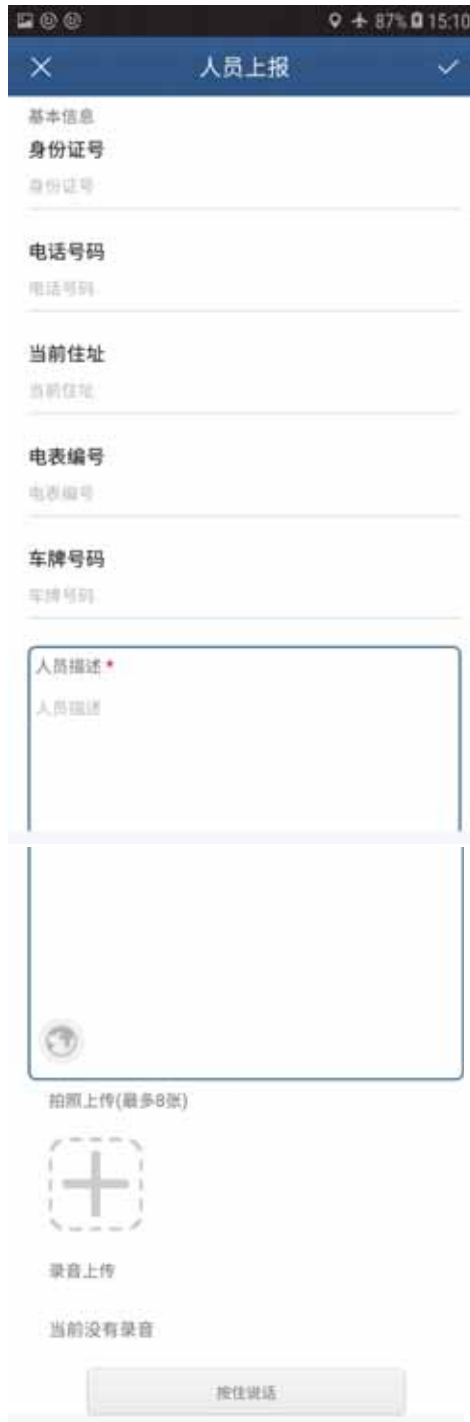 87% 15:10
人员上报
基本信息
身份证号
身份证号
电话号码
电话号码
当前住址
当前住址
电表编号
电表编号
车牌号码
车牌号码
人员描述 *
人员描述
拍照上传(最多8张)
录音上传
当前没有录音
按住说话